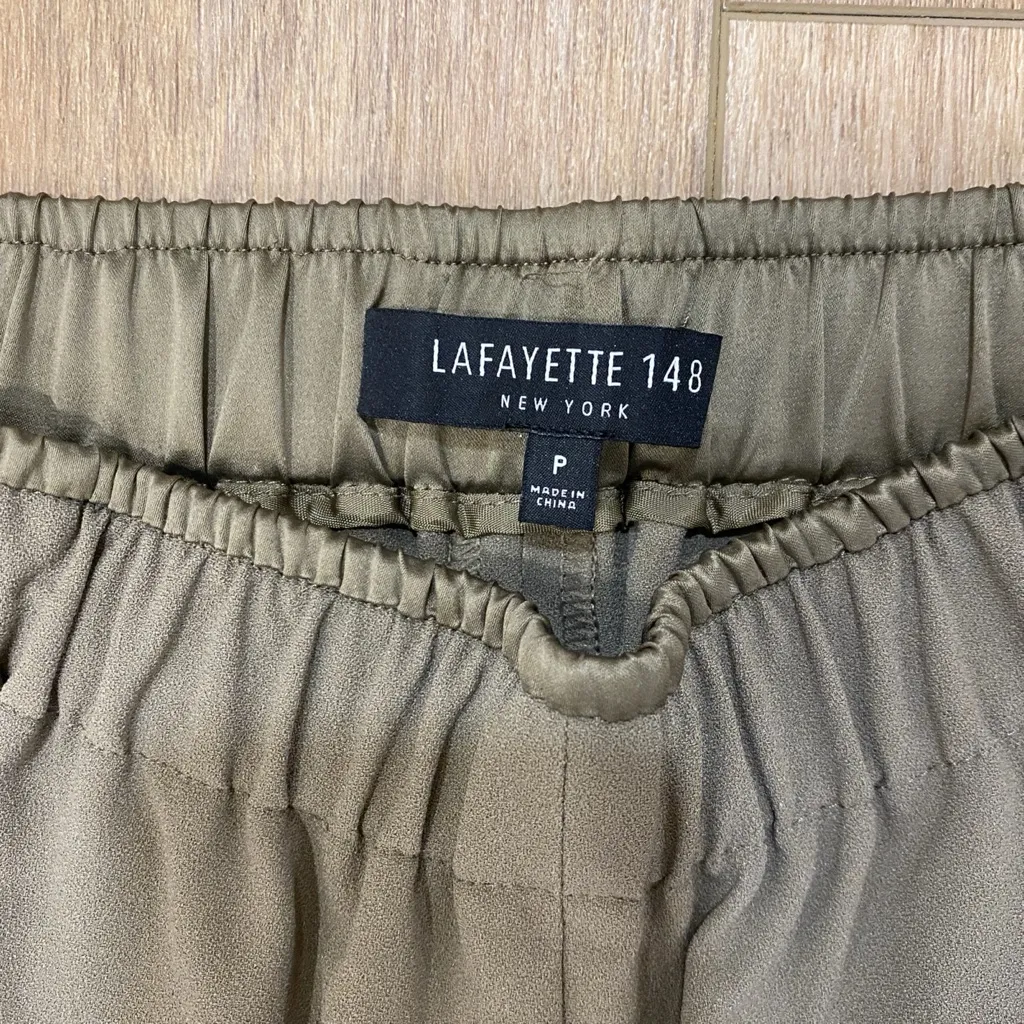 LAFAYETTE 148
NEW YORK
P
MADE IN
CHINA